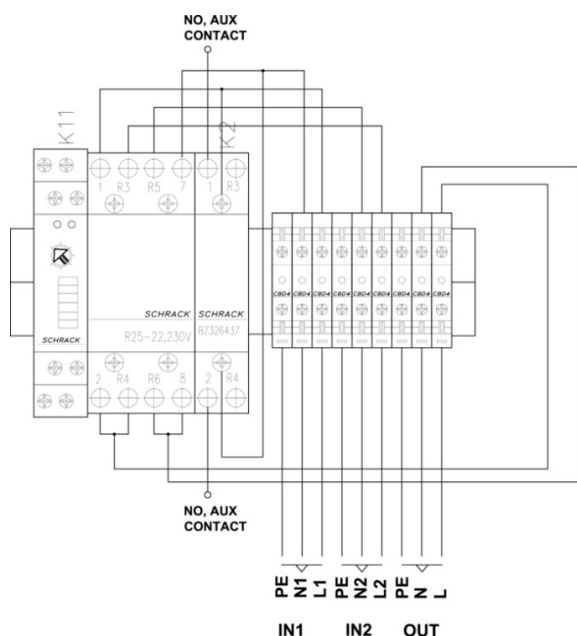 NO, AUX
CONTACT
K11
K2
1 R3 R5 7 1 R3
CBD4 CBD4 CBD4 CBD4 CBD4 CBD4 CBD4 CBD4 CBD4
SCHRACK SCHRACK
R25-22,230V BZ326437
SCHRACK
2 R4 R6 8 2 R4
NO, AUX
CONTACT
PE N1 L1 PE N2 L2 PE N L
IN1 IN2 OUT